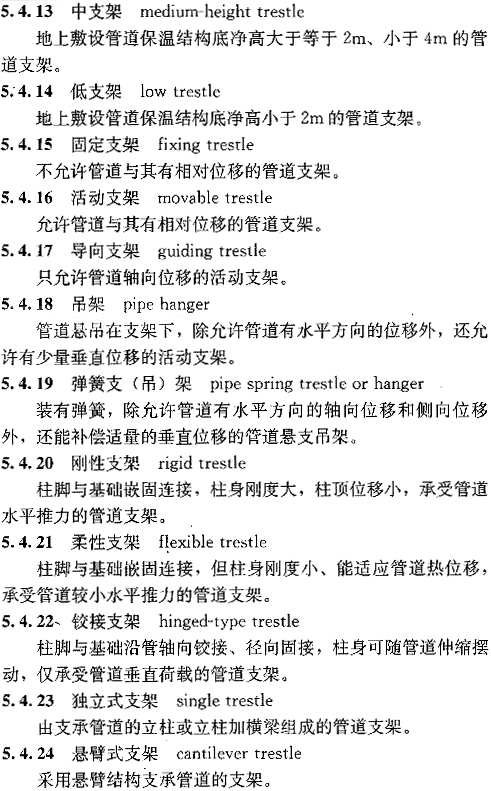 5.4.13 中支架 medium-height trestle
地上敷设管道保温结构底净高大于等于 2m、小于 4m 的管
道支架。
5.4.14 低支架 low trestle
地上敷设管道保温结构底净高小于 2m 的管道支架。
5.4.15 固定支架 fixing trestle
不允许管道与其有相对位移的管道支架。
5.4.16 活动支架 movable trestle
允许管道与其有相对位移的管道支架。
5.4.17 导向支架 guiding trestle
只允许管道轴向位移的活动支架。
5.4.18 吊架 pipe hanger
管道悬吊在支架下，除允许管道有水平方向的位移外，还允
许有少量垂直位移的活动支架。
5.4.19 弹簧支（吊）架 pipe spring trestle or hanger
装有弹簧，除允许管道有水平方向的轴向位移和侧向位移
外，还能补偿适量的垂直位移的管道悬支吊架。
5.4.20 刚性支架 rigid trestle
柱脚与基础嵌固连接，柱身刚度大，柱顶位移小，承受管道
水平推力的管道支架。
5.4.21 柔性支架 flexible trestle
柱脚与基础嵌固连接，但柱身刚度小、能适应管道热位移，
承受管道较小水平推力的管道支架。
5.4.22 铰接支架 hinged-type trestle
柱脚与基础沿管轴向铰接、径向固接，柱身可随管道伸缩摆
动，仅承受管道垂直荷载的管道支架。
5.4.23 独立式支架 single trestle
由支承管道的立柱或立柱加横梁组成的管道支架。
5.4.24 悬臂式支架 cantilever trestle
采用悬臂结构支承管道的支架。